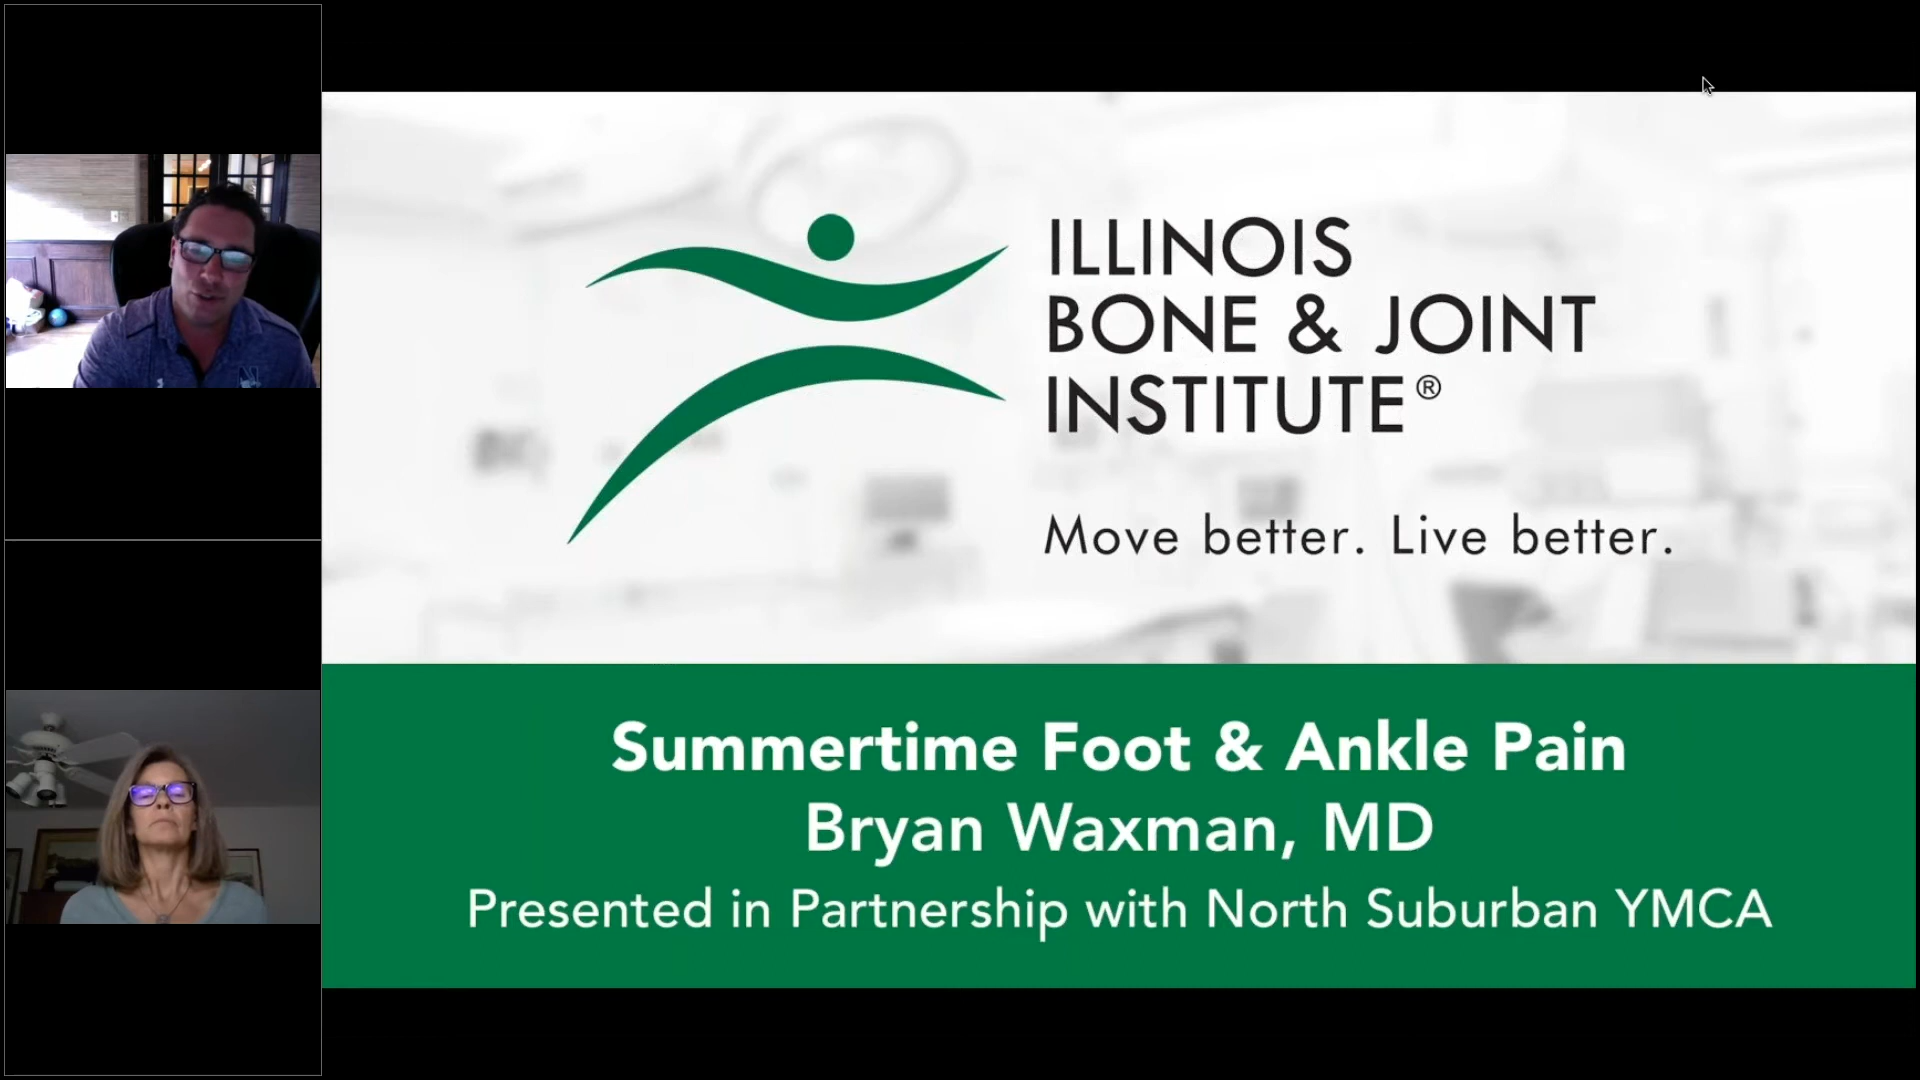 ILLINOIS
BONE & JOINT
INSTITUTE®
Move better. Live better.
Summertime Foot & Ankle Pain
Bryan Waxman, MD
Presented in Partnership with North Suburban YMCA